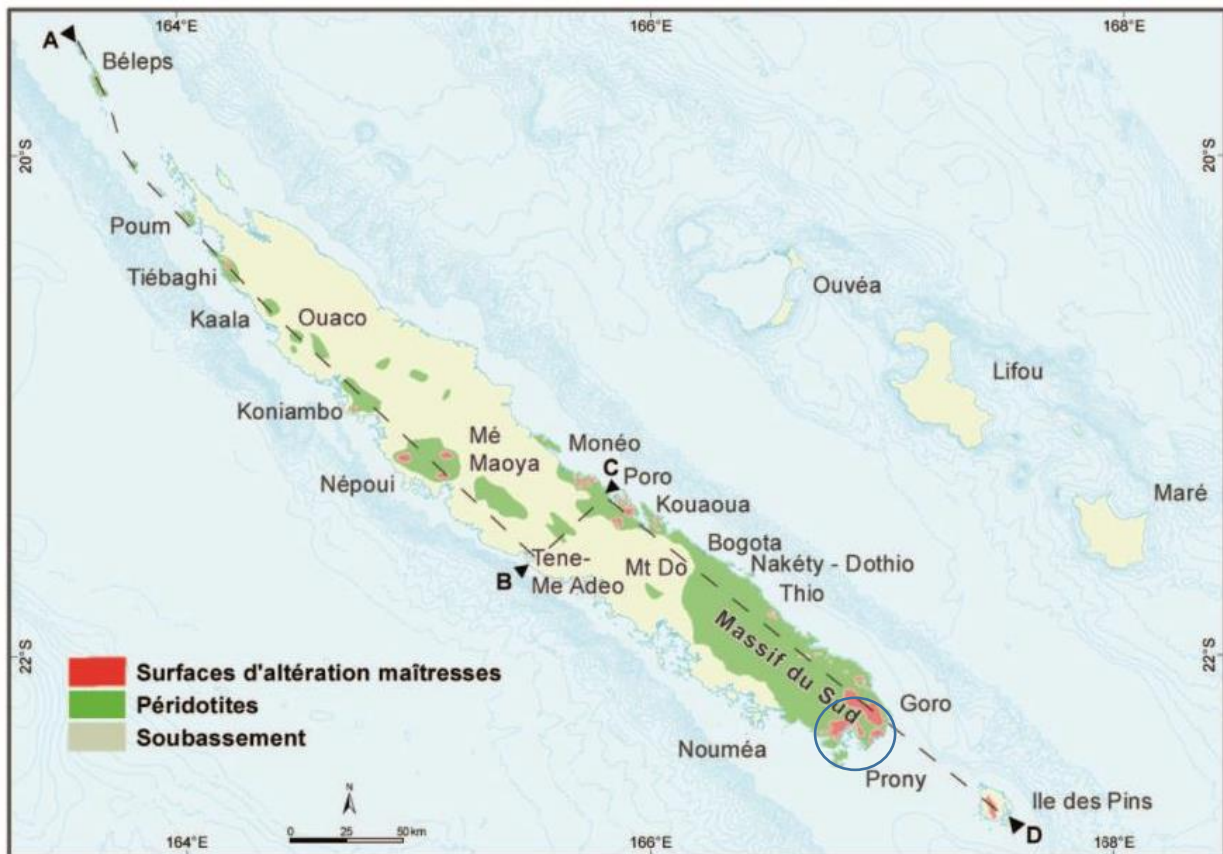 164°E
166°E
168°E
A
Béleps
20°S
20°S
Poum
Tiébaghi
Kaala
Ouaco
Ouvéa
Lifou
Koniambo
Mé
Maoya
Monéo
C
Poro
Népoui
Kouaoua
Maré
Bogota
B
Tene-
Me Adeo
Mt Do
Nakéty - Dothio
Thio
22°S
22°S
Surfaces d'altération maîtresses
Péridotites
Soubassement
Massif du Sud
Goro
Nouméa
Prony
Ile des Pins
D
N
0 25 50 km
164°E
166°E
168°E